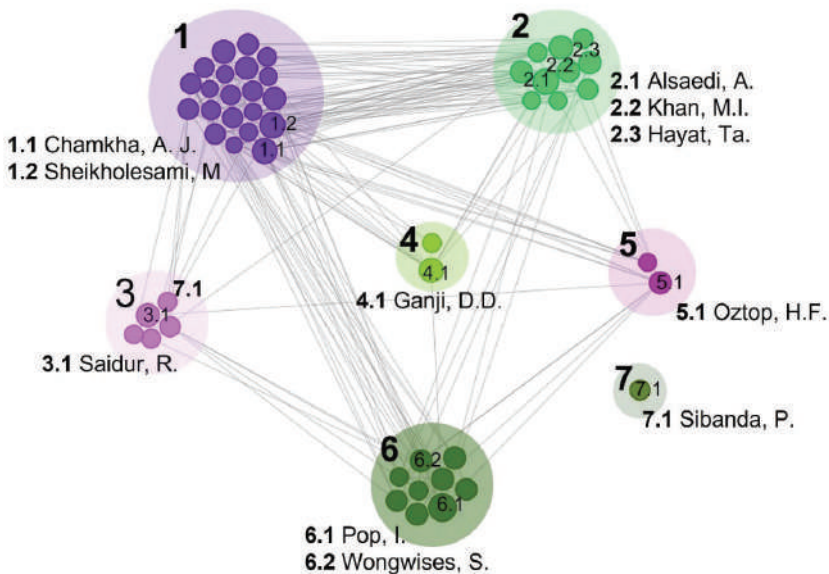 1
2
2.3
2.2
2.1
2.1 Alsaedi, A.
2.2 Khan, M.I.
2.3 Hayat, Ta.
1.2
1.1
1.1 Chamkha, A. J.
1.2 Sheikholesami, M
4
4.1
4.1 Ganji, D.D.
5
5.1
5.1 Oztop, H.F.
3
7.1
3.1
3.1 Saidur, R.
7
7.1
7.1 Sibanda, P.
6
6.2
6.1
6.1 Pop, I.
6.2 Wongwises, S.